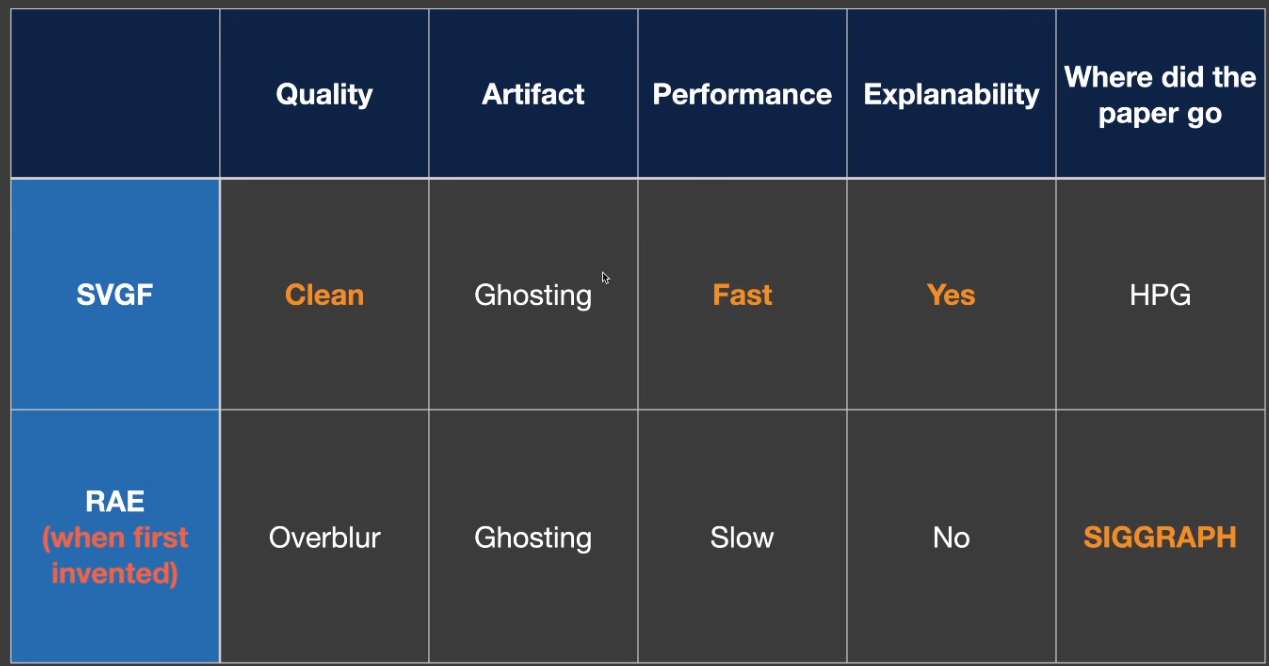 Quality
Artifact
Performance
Explanability
Where did the
paper go
SVGF
Clean
Ghosting
Fast
Yes
HPG
RAE
(when first
invented)
Overblur
Ghosting
Slow
No
SIGGRAPH